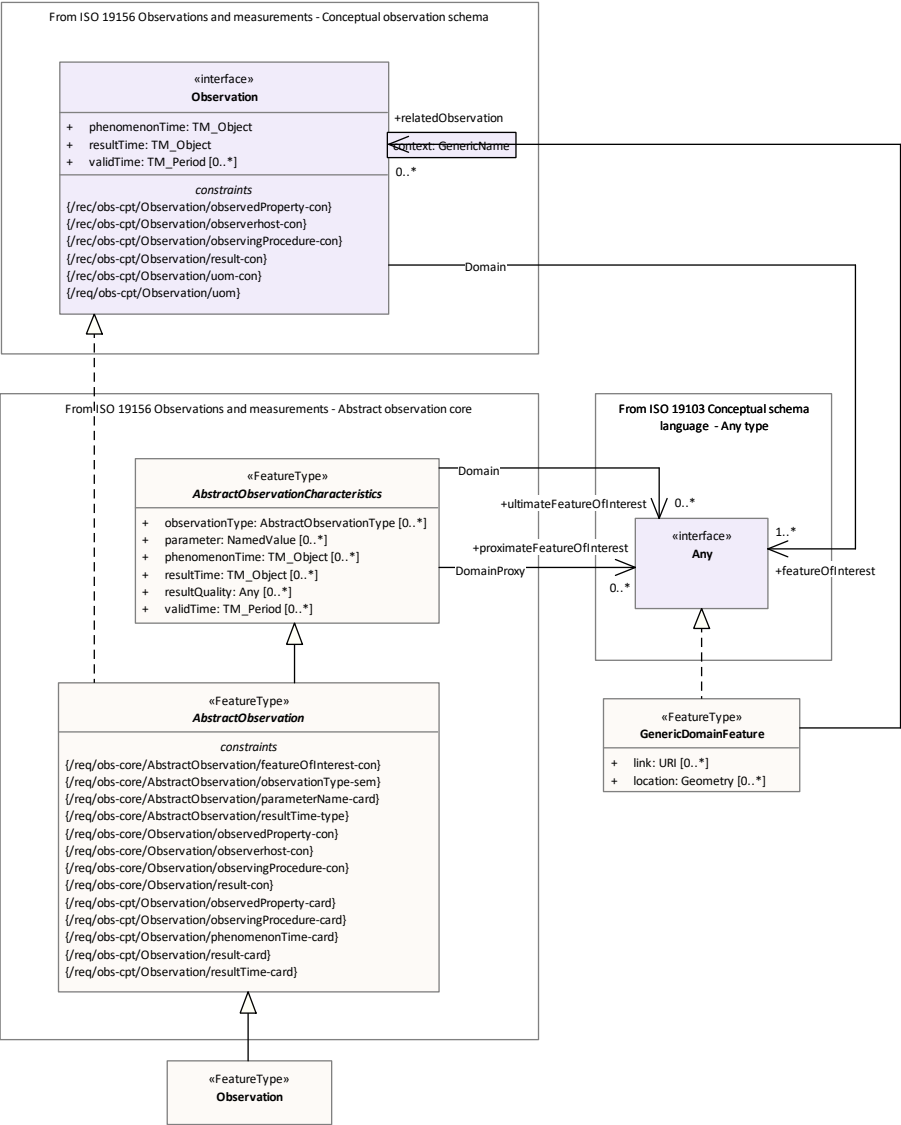 From ISO 19156 Observations and measurements - Conceptual observation schema
«interface»
Observation
+ phenomenonTime: TM_Object
+ resultTime: TM_Object
+ validTime: TM_Period [0..*]
constraints
{/rec/obs-cpt/Observation/observedProperty-con}
{/rec/obs-cpt/Observation/observerhost-con}
{/rec/obs-cpt/Observation/observingProcedure-con}
{/rec/obs-cpt/Observation/result-con}
{/rec/obs-cpt/Observation/uom-con}
{/req/obs-cpt/Observation/uom}
+relatedObservation
context: GenericName
0..*
Domain
From ISO 19156 Observations and measurements - Abstract observation core
«FeatureType»
AbstractObservationCharacteristics
+ observationType: AbstractObservationType [0..*]
+ parameter: NamedValue [0..*]
+ phenomenonTime: TM_Object [0..*]
+ resultTime: TM_Object [0..*]
+ resultQuality: Any [0..*]
+ validTime: TM_Period [0..*]
Domain
+ultimateFeatureOfInterest
0..*
+proximateFeatureOfInterest
DomainProxy
0..*
From ISO 19103 Conceptual schema
language - Any type
«interface»
Any
1..*
+featureOfInterest
«FeatureType»
GenericDomainFeature
+ link: URI [0..*]
+ location: Geometry [0..*]
«FeatureType»
AbstractObservation
constraints
{/req/obs-core/AbstractObservation/featureOfInterest-con}
{/req/obs-core/AbstractObservation/observationType-sem}
{/req/obs-core/AbstractObservation/parameterName-card}
{/req/obs-core/AbstractObservation/resultTime-type}
{/req/obs-core/Observation/observedProperty-con}
{/req/obs-core/Observation/observerhost-con}
{/req/obs-core/Observation/observingProcedure-con}
{/req/obs-core/Observation/result-con}
{/req/obs-cpt/Observation/observedProperty-card}
{/req/obs-cpt/Observation/observingProcedure-card}
{/req/obs-cpt/Observation/phenomenonTime-card}
{/req/obs-cpt/Observation/result-card}
{/req/obs-cpt/Observation/resultTime-card}
«FeatureType»
Observation